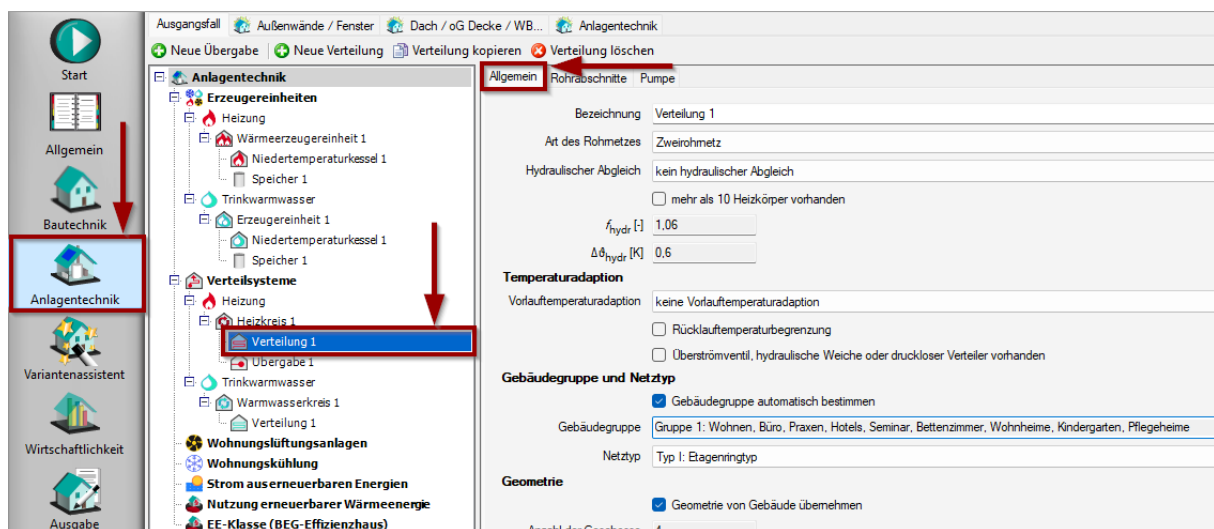 Start
Allgemein
Bautechnik
Anlagentechnik
Variantenassistent
Wirtschaftlichkeit
Ausgabe
Ausgangsfall Außenwände / Fenster Dach / oG Decke / WB... Anlagentechnik
Neue Übergabe Neue Verteilung Verteilung kopieren Verteilung löschen
Anlagentechnik
Erzeugereinheiten
Heizung
Wärmeerzeugereinheit 1
Niedertemperaturkessel 1
Speicher 1
Trinkwarmwasser
Erzeugereinheit 1
Niedertemperaturkessel 1
Speicher 1
Verteilsysteme
Heizung
Heizkreis 1
Verteilung 1
Übergabe 1
Trinkwarmwasser
Warmwasserkreis 1
Verteilung 1
Wohnungslüftungsanlagen
Wohnungskühlung
Strom aus erneuerbaren Energien
Nutzung erneuerbarer Wärmeenergie
EE-Klasse (BEG-Effizienzhaus)
Allgemein Rohrabschnitte Pumpe
Bezeichnung Verteilung 1
Art des Rohrnetzes Zweirohrnetz
Hydraulischer Abgleich kein hydraulischer Abgleich
mehr als 10 Heizkörper vorhanden
fhydr [-] 1,06
Δϑhydr [K] 0,6
Temperaturadaption
Vorlauftemperaturadaption keine Vorlauftemperaturadaption
Rücklauftemperaturbegrenzung
Überströmventil, hydraulische Weiche oder druckloser Verteiler vorhanden
Gebäudegruppe und Netztyp
Gebäudegruppe automatisch bestimmen
Gebäudegruppe Gruppe 1: Wohnen, Büro, Praxen, Hotels, Seminar, Bettenzimmer, Wohnheime, Kindergarten, Pflegeheime
Netztyp Typ I: Etagenringtyp
Geometrie
Geometrie von Gebäude übernehmen
Anzahl der Geschosse 4